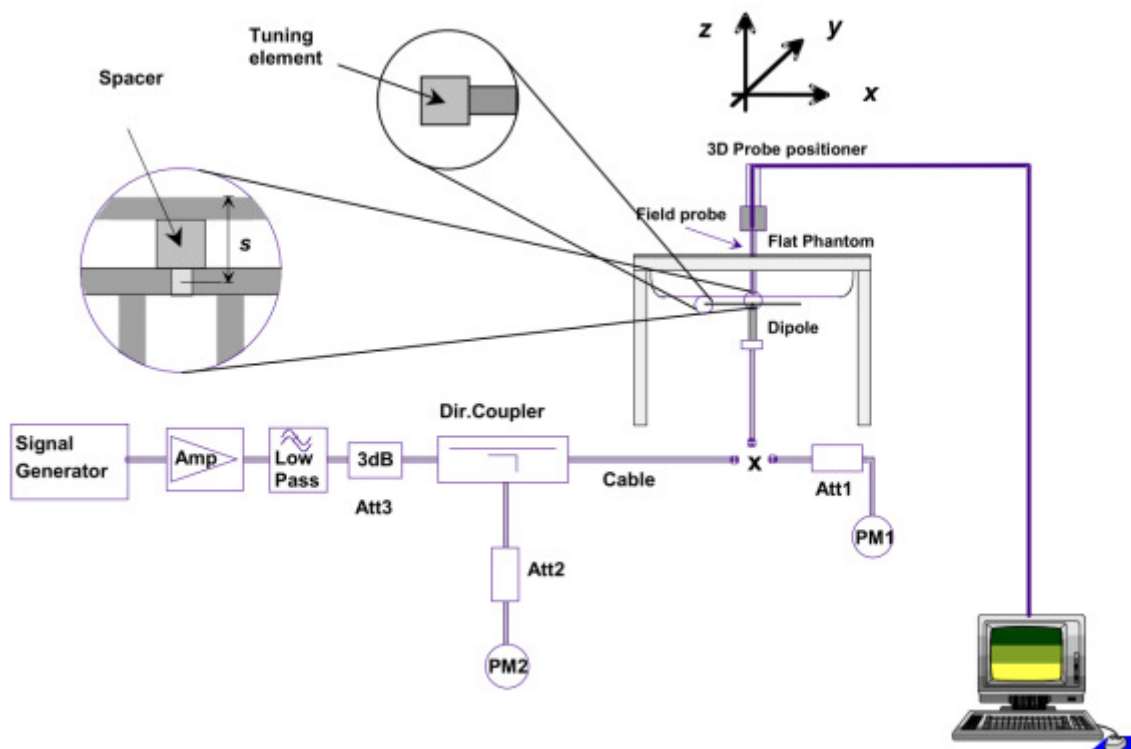 Tuning
element
Spacer
s
z
y
x
3D Probe positioner
Field probe
Flat Phantom
Dipole
Dir.Coupler
Signal
Generator
Amp
Low
Pass
3dB
Att3
Cable
x
Att1
PM1
Att2
PM2